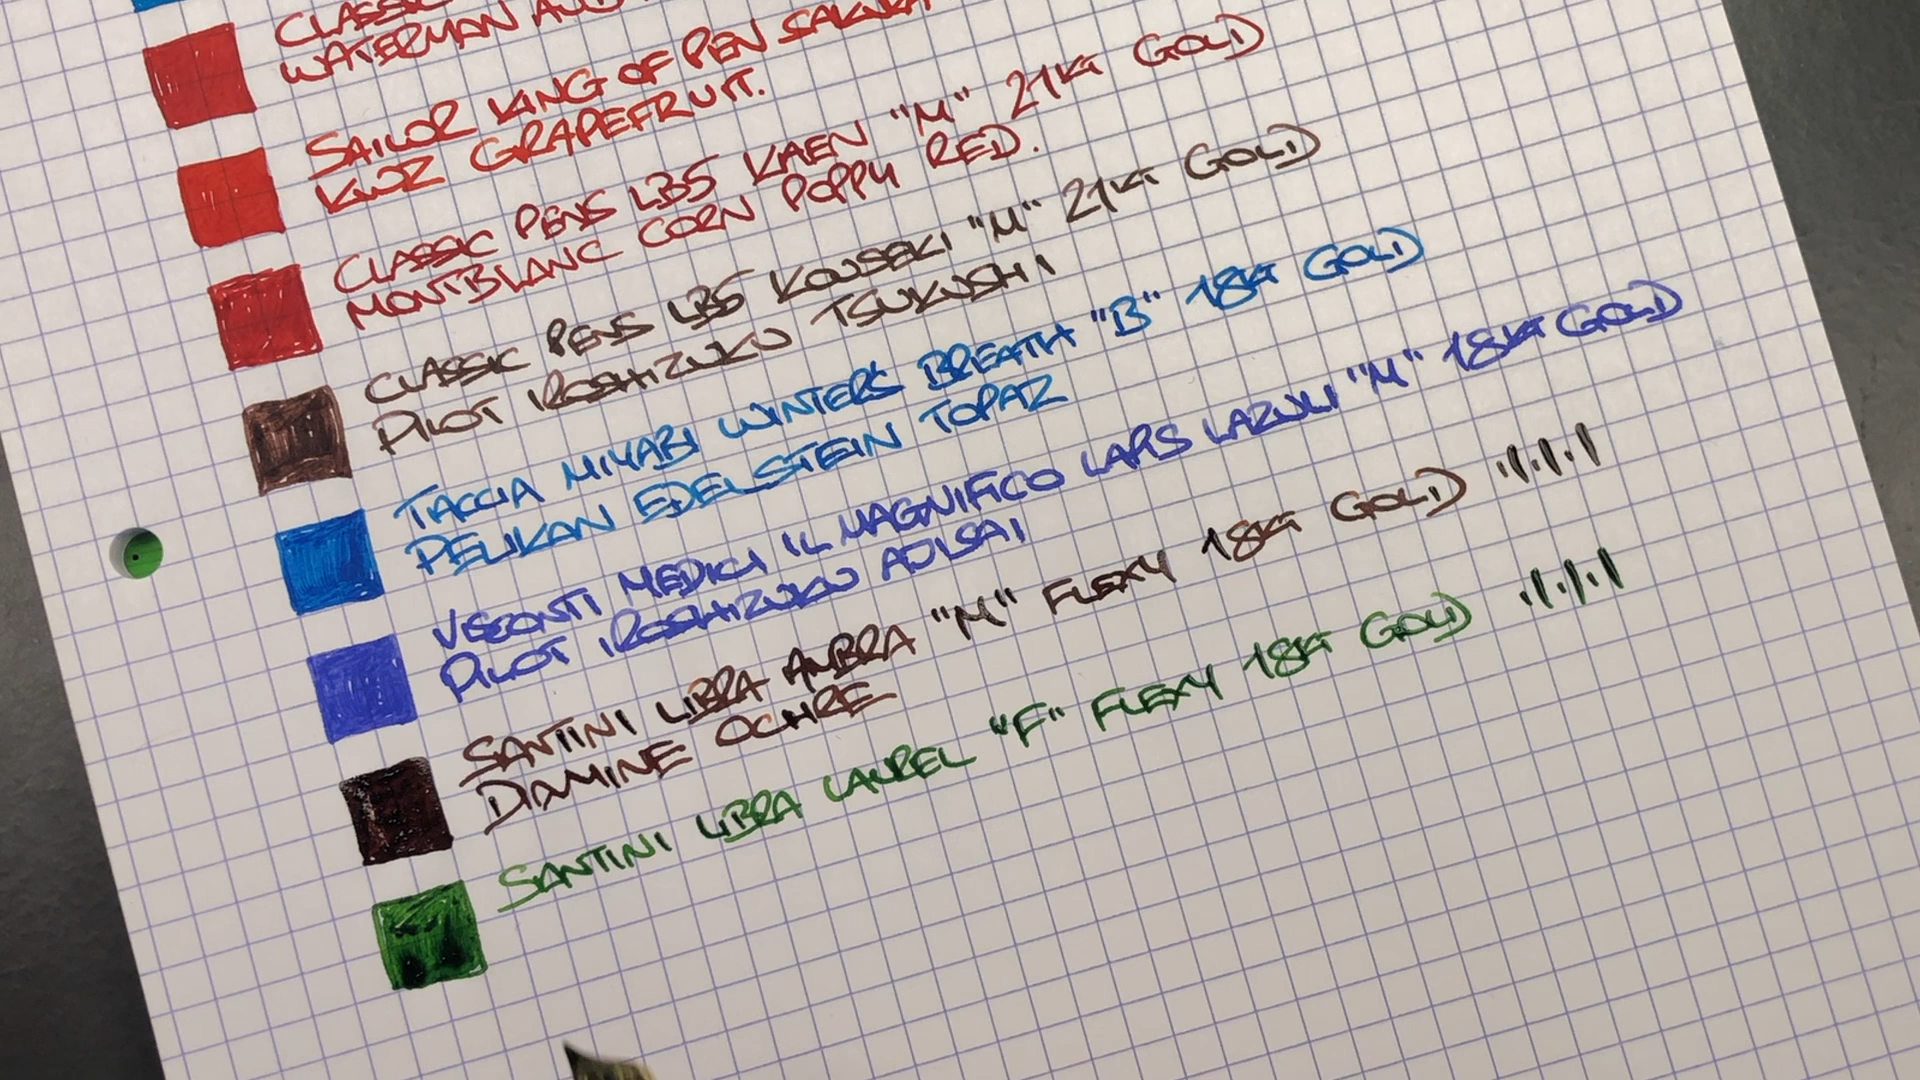 CLASSIC
WATERMAN
SAILOR KING OF PEN SAKURA
KWZ GRAPEFRUIT.
CLASSIC PENS LB5 KAEN "M" 21KT GOLD
MONTBLANC CORN POPPY RED.
CLASSIC PENS LB5 KOUSEKI "M" 21KT GOLD
PILOT IROSHIZUKU TSUKUSHI
TACCIA MIYABI WINTER'S BREATH "B" 18KT GOLD
PELIKAN EDELSTEIN TOPAZ
VISCONTI MEDICI IL MAGNIFICO LAPIS LAZULI "M" 18KT GOLD
PILOT IROSHIZUKU AJISAI
SANTINI LIBRA AMBRA "M" FLEXY 18KT GOLD
DIAMINE OCHRE
SANTINI LIBRA LAUREL "F" FLEXY 18KT GOLD